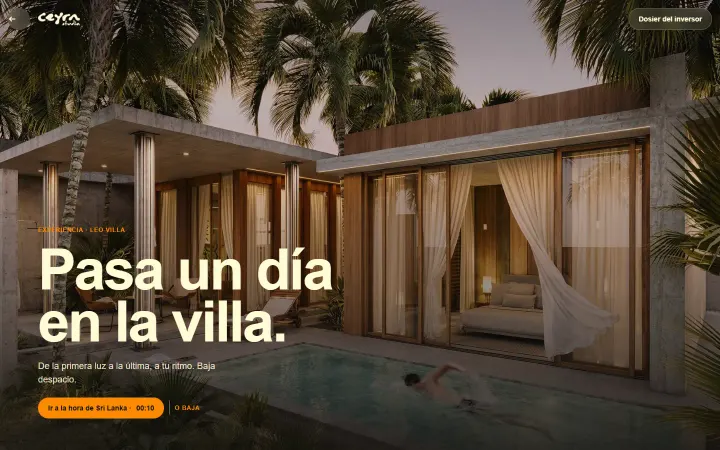 ←
ceyra
studio
Dosier del inversor
EXPERIENCIA · LEO VILLA
Pasa un día
en la villa.
De la primera luz a la última, a tu ritmo. Baja
despacio.
Ir a la hora de Sri Lanka · 00:10
O BAJA